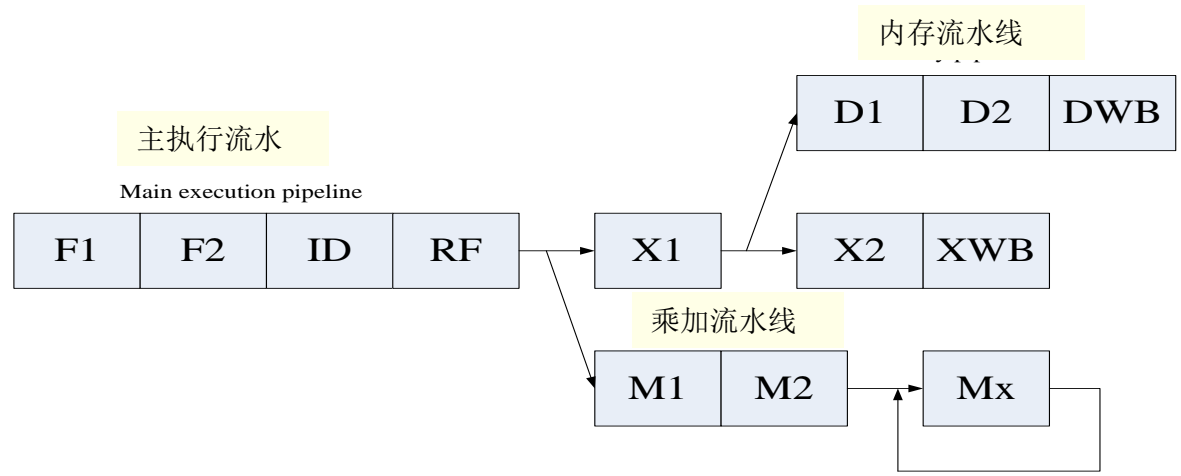 内存流水线
D1 D2 DWB
主执行流水
Main execution pipeline
F1 F2 ID RF X1 X2 XWB
乘加流水线
M1 M2 Mx